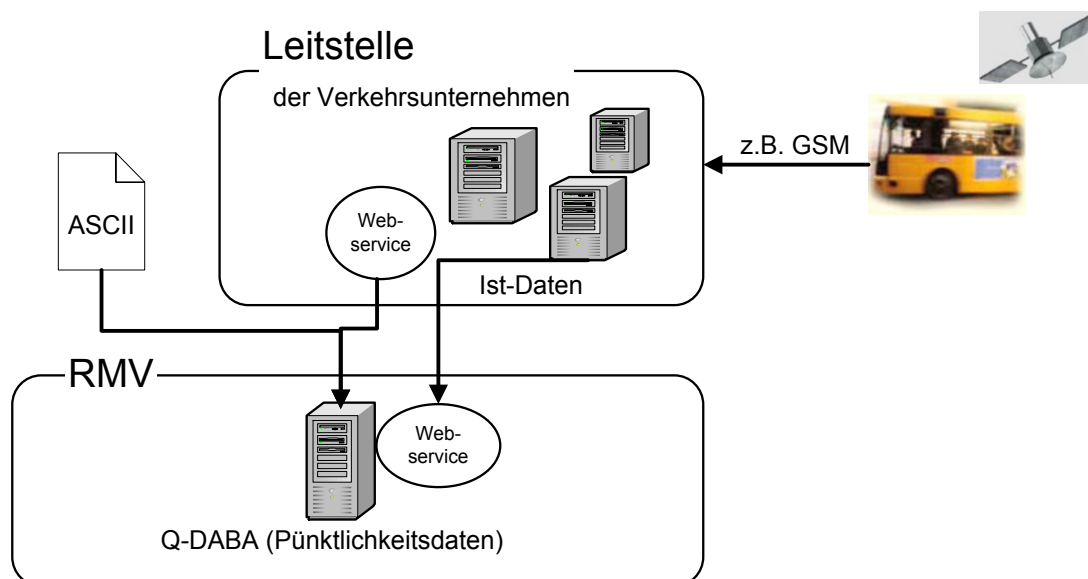 Leitstelle
der Verkehrsunternehmen
z.B. GSM
ASCII
Web-
service
Ist-Daten
RMV
Web-
service
Q-DABA (Pünktlichkeitsdaten)